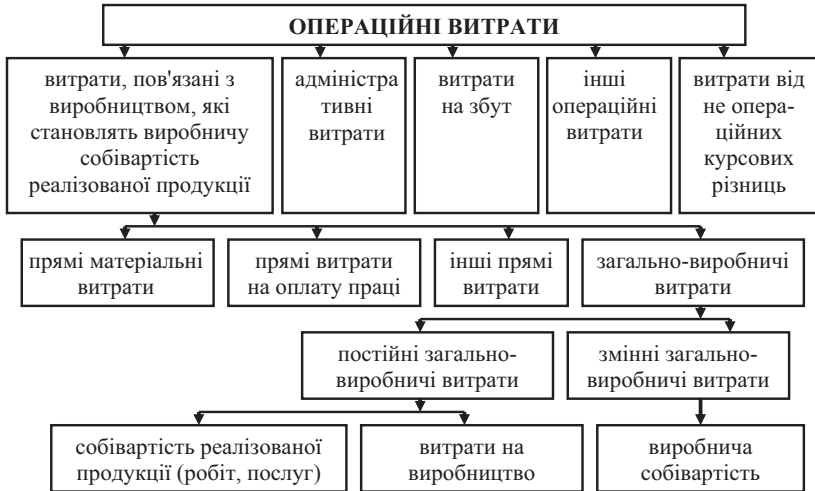 ОПЕРАЦІЙНІ ВИТРАТИ
витрати, пов'язані з
виробництвом, які
становлять виробничу
собівартість
реалізованої продукції
адміністра
тивні
витрати
витрати
на збут
інші
операційні
витрати
витрати від
не опера-
ційних
курсових
різниць
прямі матеріальні
витрати
прямі витрати
на оплату праці
інші прямі
витрати
загально-виробничі
витрати
постійні загально-
виробничі витрати
змінні загально-
виробничі витрати
собівартість реалізованої
продукції (робіт, послуг)
витрати на
виробництво
виробнича
собівартість